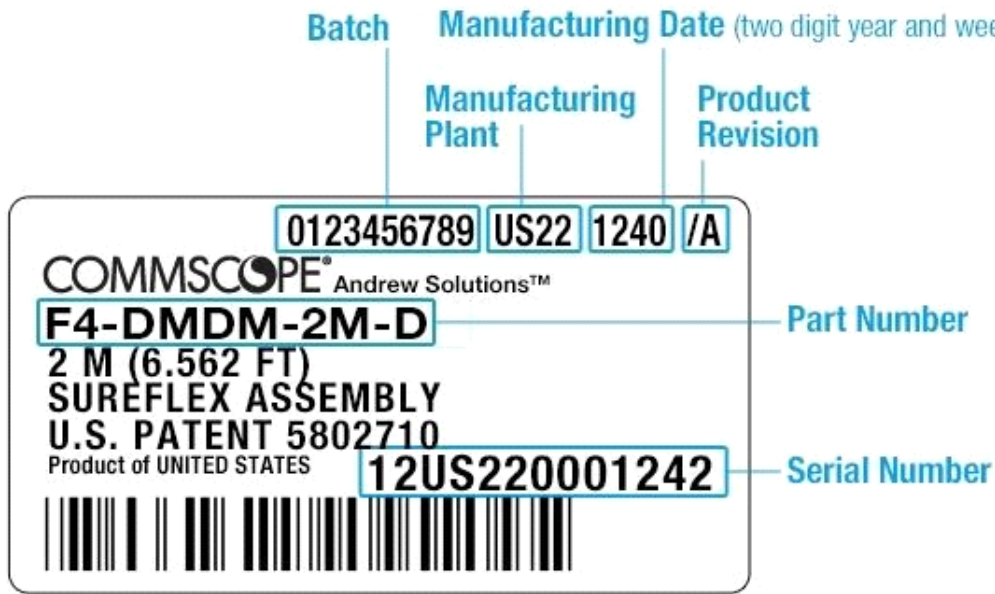 Batch Manufacturing Date (two digit year and wee
Manufacturing Plant
Product Revision
0123456789 US22 1240 /A
COMMSCOPE® Andrew Solutions™
F4-DMDM-2M-D
Part Number
2 M (6.562 FT)
SUREFLEX ASSEMBLY
U.S. PATENT 5802710
Product of UNITED STATES
12US220001242
Serial Number